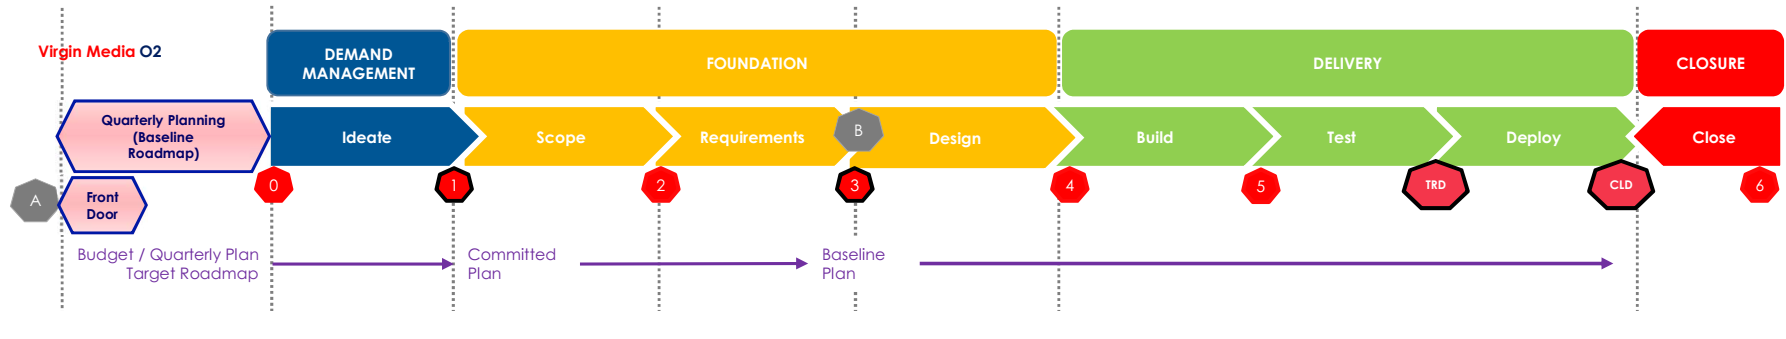 Virgin Media O2
DEMAND
MANAGEMENT
FOUNDATION
DELIVERY
CLOSURE
Quarterly Planning
(Baseline
Roadmap)
Ideate
Scope
Requirements
B
Design
Build
Test
Deploy
Close
A
Front
Door
0
1
2
3
4
5
TRD
CLD
6
Budget / Quarterly Plan
Target Roadmap
Committed
Plan
Baseline
Plan